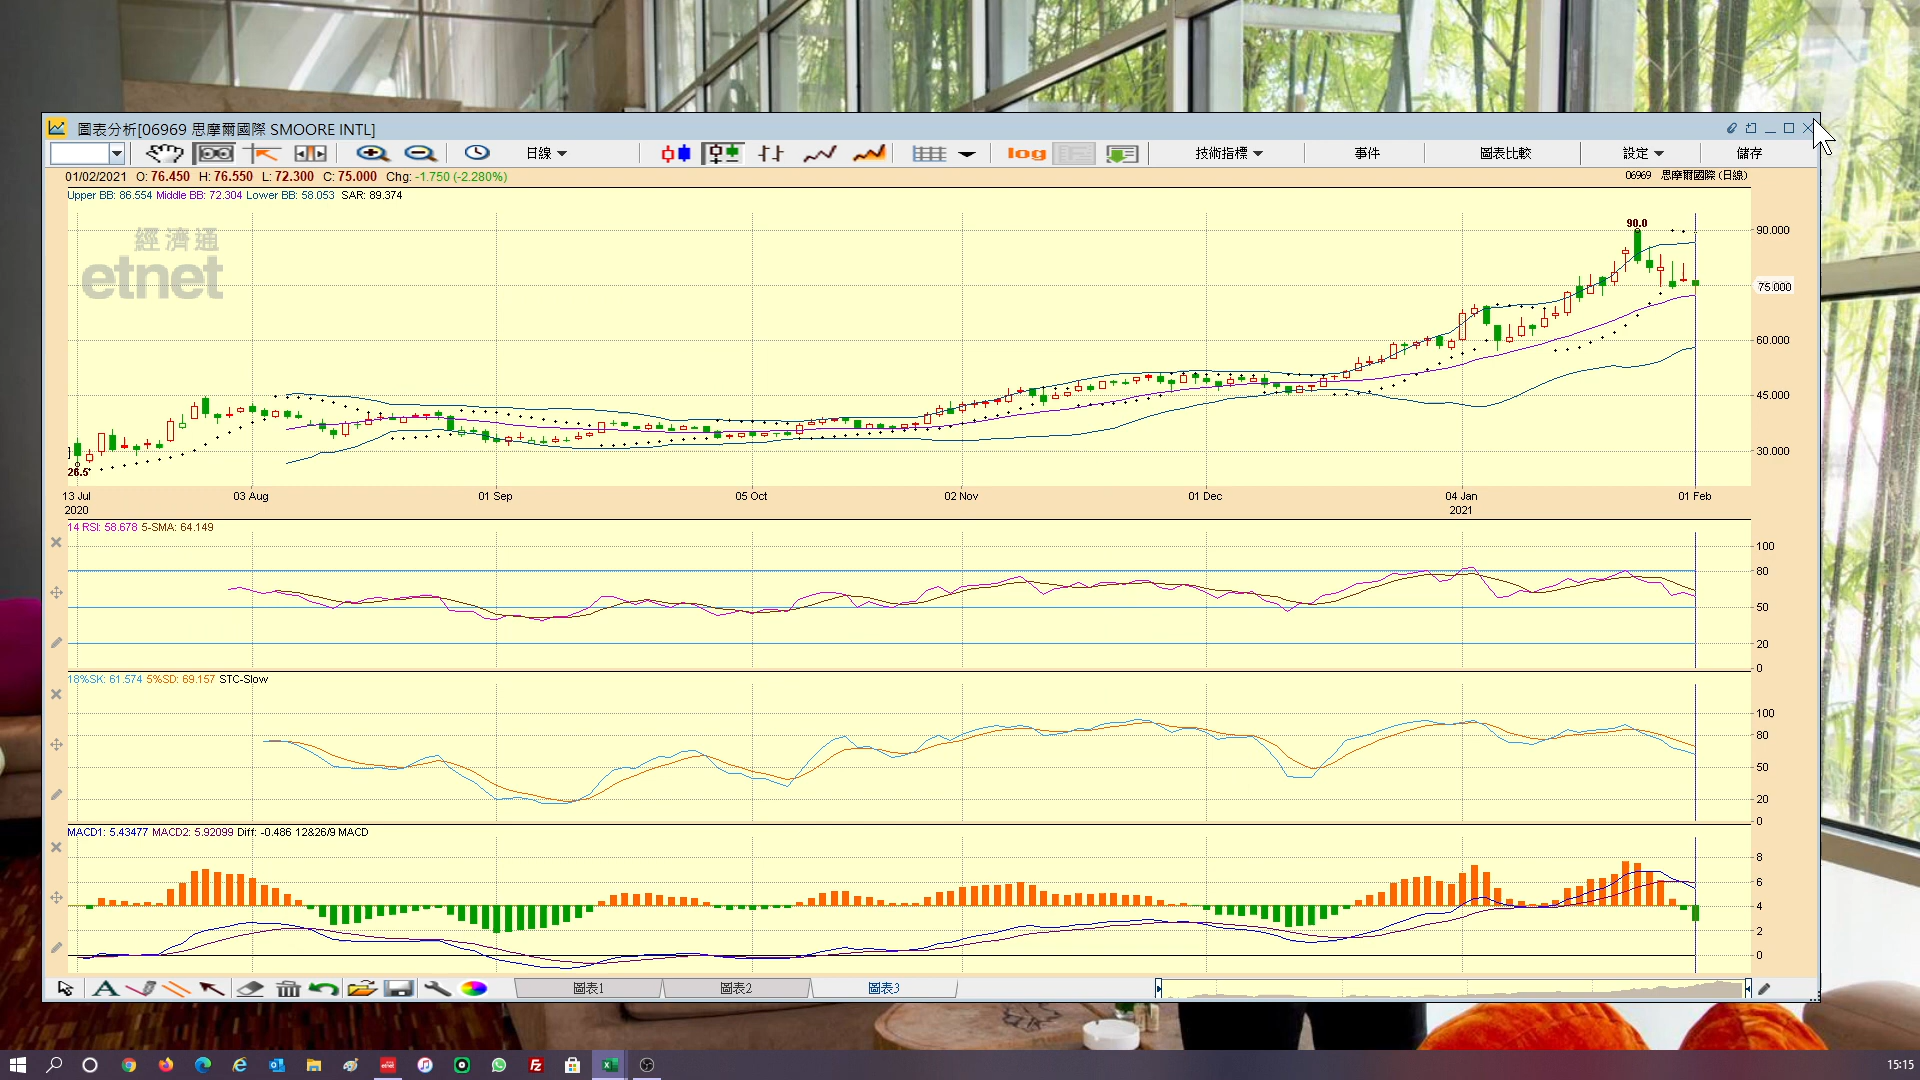 圖表分析[06969 思摩爾國際 SMOORE INTL]
日線
log
技術指標
事件
圖表比較
設定
儲存
01/02/2021 O: 76.450 H: 76.550 L: 72.300 C: 75.000 Chg: -1.750 (-2.280%)
06969 思摩爾國際 (日線)
Upper BB: 86.554 Middle BB: 72.304 Lower BB: 58.053 SAR: 89.374
經濟通
etnet
90.0
90.000
75.000
60.000
45.000
30.000
26.5
13 Jul 03 Aug 01 Sep 05 Oct 02 Nov 01 Dec 04 Jan 01 Feb
2020 2021
14 RSI: 58.678 5-SMA: 64.149
100
80
50
20
0
18%SK: 61.574 5%SD: 69.157 STC-Slow
100
80
50
20
0
MACD1: 5.43477 MACD2: 5.92099 Diff: -0.486 12&26/9 MACD
8
6
4
2
0
A
圖表1
圖表2
圖表3
15:15